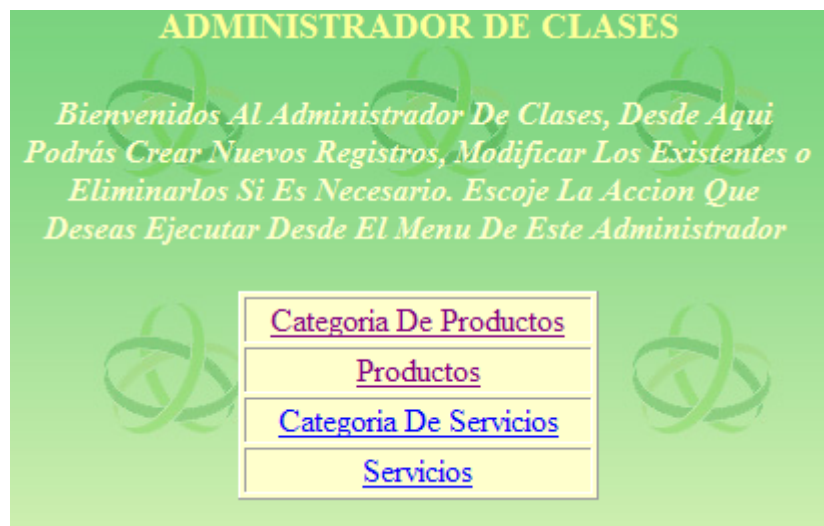 ADMINISTRADOR DE CLASES
Bienvenidos Al Administrador De Clases, Desde Aqui
Podrás Crear Nuevos Registros, Modificar Los Existentes o
Eliminarlos Si Es Necesario. Escoje La Accion Que
Deseas Ejecutar Desde El Menu De Este Administrador
Categoria De Productos
Productos
Categoria De Servicios
Servicios